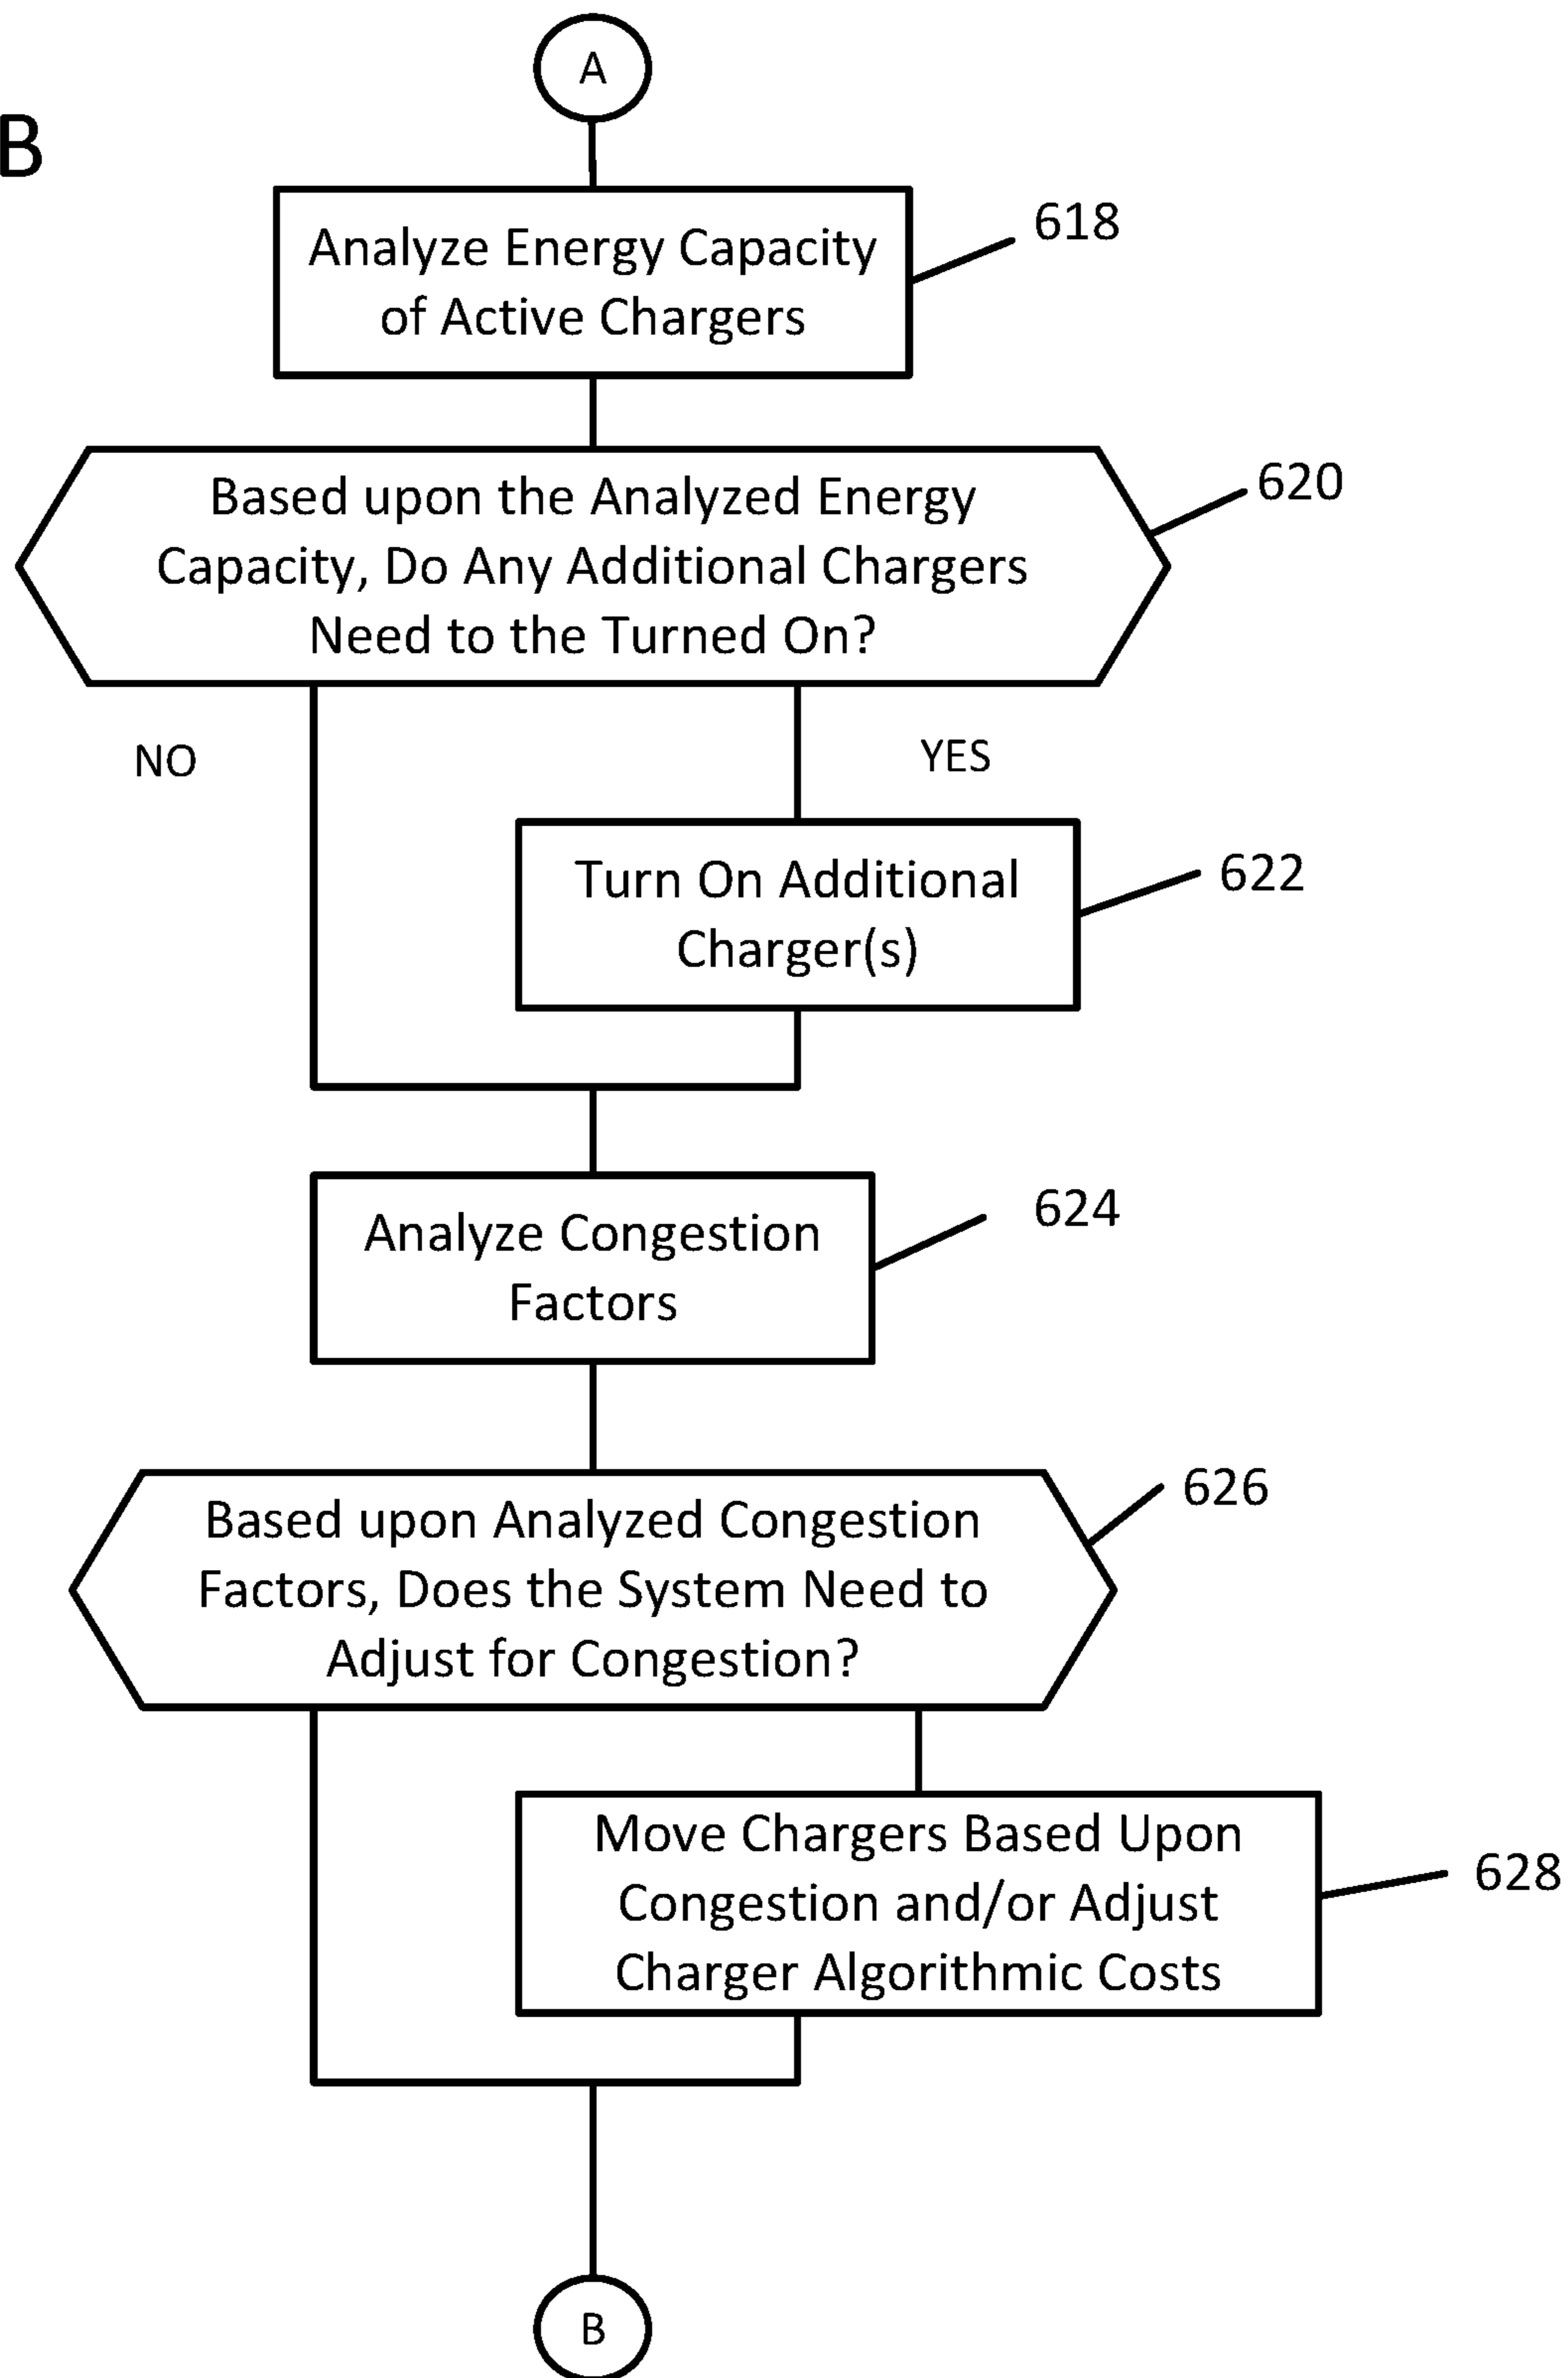 A
B
Analyze Energy Capacity
of Active Chargers
618
Based upon the Analyzed Energy
Capacity, Do Any Additional Chargers
Need to the Turned On?
620
NO
YES
Turn On Additional
Charger(s)
622
Analyze Congestion
Factors
624
Based upon Analyzed Congestion
Factors, Does the System Need to
Adjust for Congestion?
626
Move Chargers Based Upon
Congestion and/or Adjust
Charger Algorithmic Costs
628
B